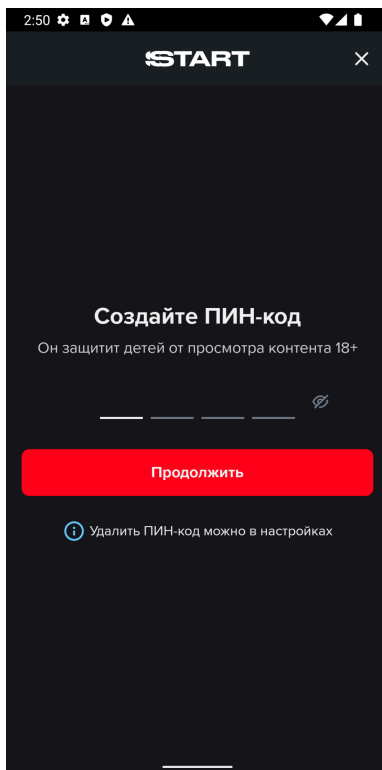 2:50
START
Создайте ПИН-код
Он защитит детей от просмотра контента 18+
Продолжить
Удалить ПИН-код можно в настройках